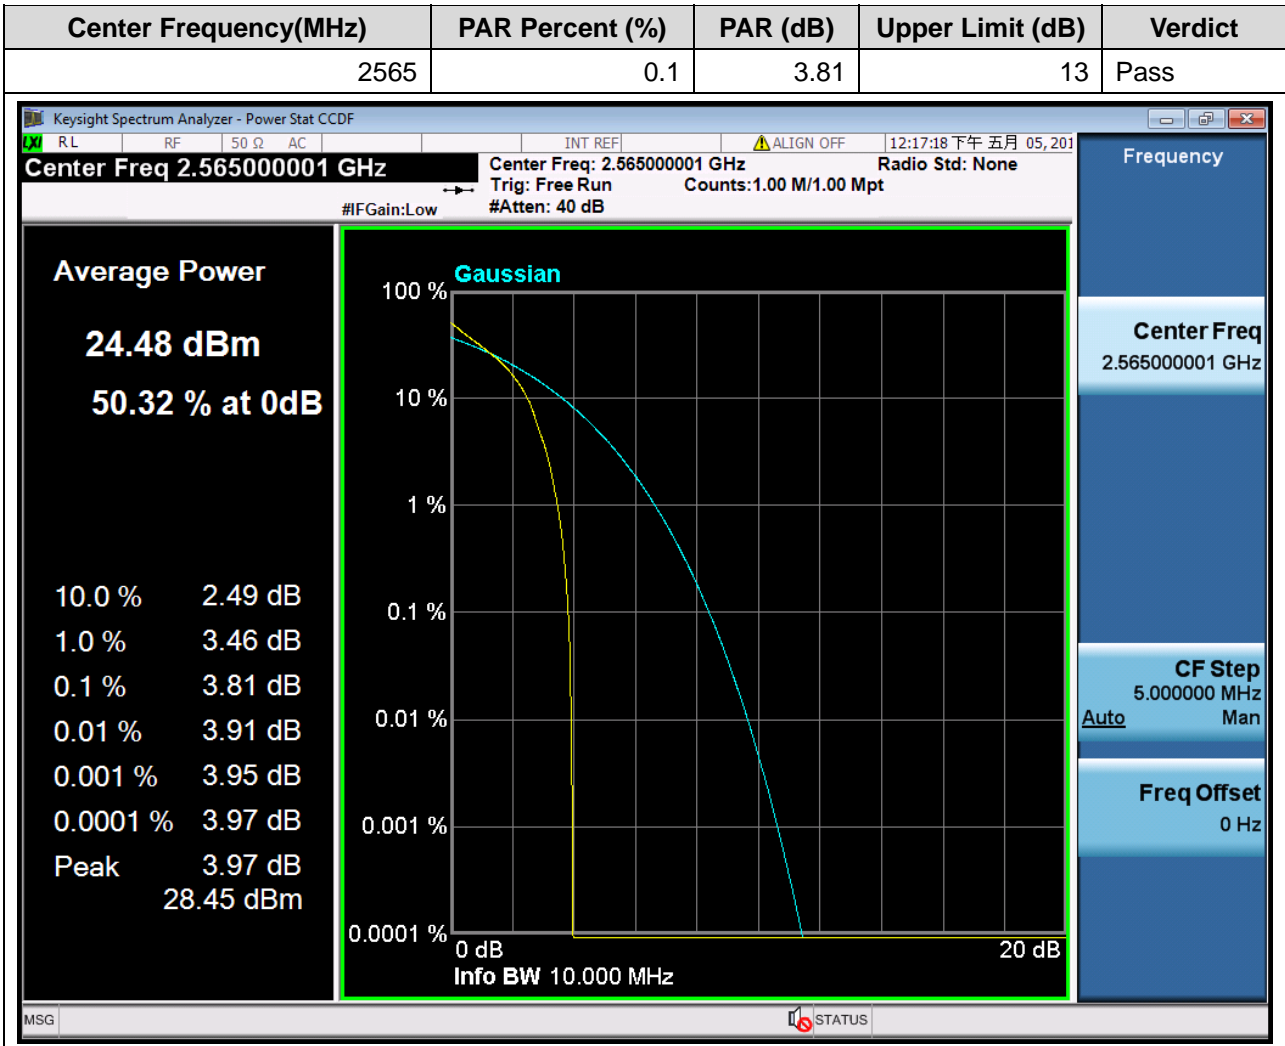 Center Frequency(MHz) PAR Percent (%) PAR (dB) Upper Limit (dB) Verdict
2565 0.1 3.81 13 Pass
Keysight Spectrum Analyzer - Power Stat CCDF
LXI RL RF 50 Ω AC INT REF ALIGN OFF 12:17:18 下午 五月 05, 201
Center Freq 2.565000001 GHz
Center Freq: 2.565000001 GHz Radio Std: None
Trig: Free Run Counts:1.00 M/1.00 Mpt
#IFGain:Low #Atten: 40 dB
Average Power
24.48 dBm
50.32 % at 0dB
10.0 % 2.49 dB
1.0 % 3.46 dB
0.1 % 3.81 dB
0.01 % 3.91 dB
0.001 % 3.95 dB
0.0001 % 3.97 dB
Peak 3.97 dB
28.45 dBm
Gaussian
100 %
10 %
1 %
0.1 %
0.01 %
0.001 %
0.0001 %
0 dB 20 dB
Info BW 10.000 MHz
Frequency
Center Freq
2.565000001 GHz
CF Step
5.000000 MHz
Auto Man
Freq Offset
0 Hz
MSG STATUS